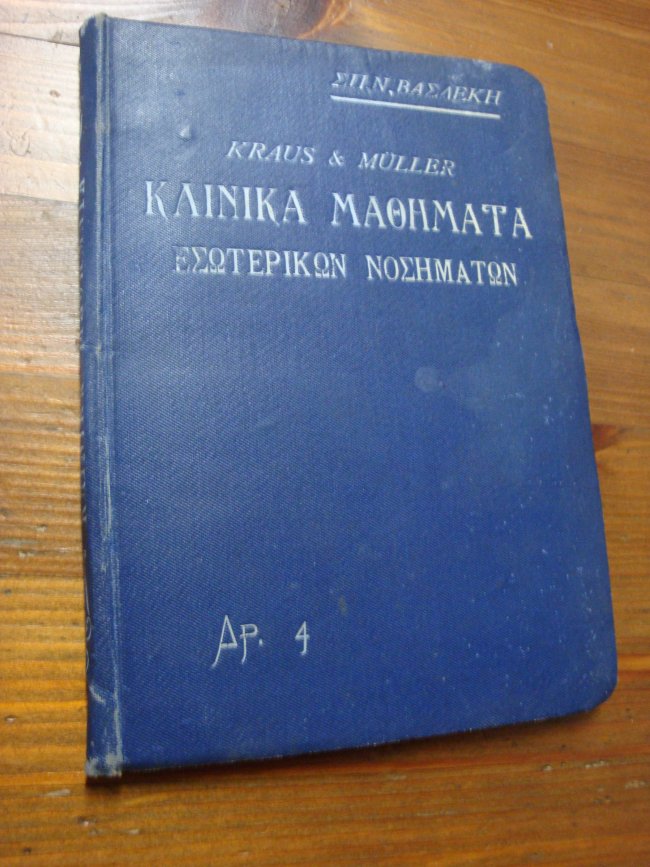 ΣΠ.Ν.ΒΑΣΛΕΚΗ
KRAUS & MÜLLER
ΚΛΙΝΙΚΑ ΜΑΘΗΜΑΤΑ
ΕΣΩΤΕΡΙΚΩΝ ΝΟΣΗΜΑΤΩΝ
Δρ. 4